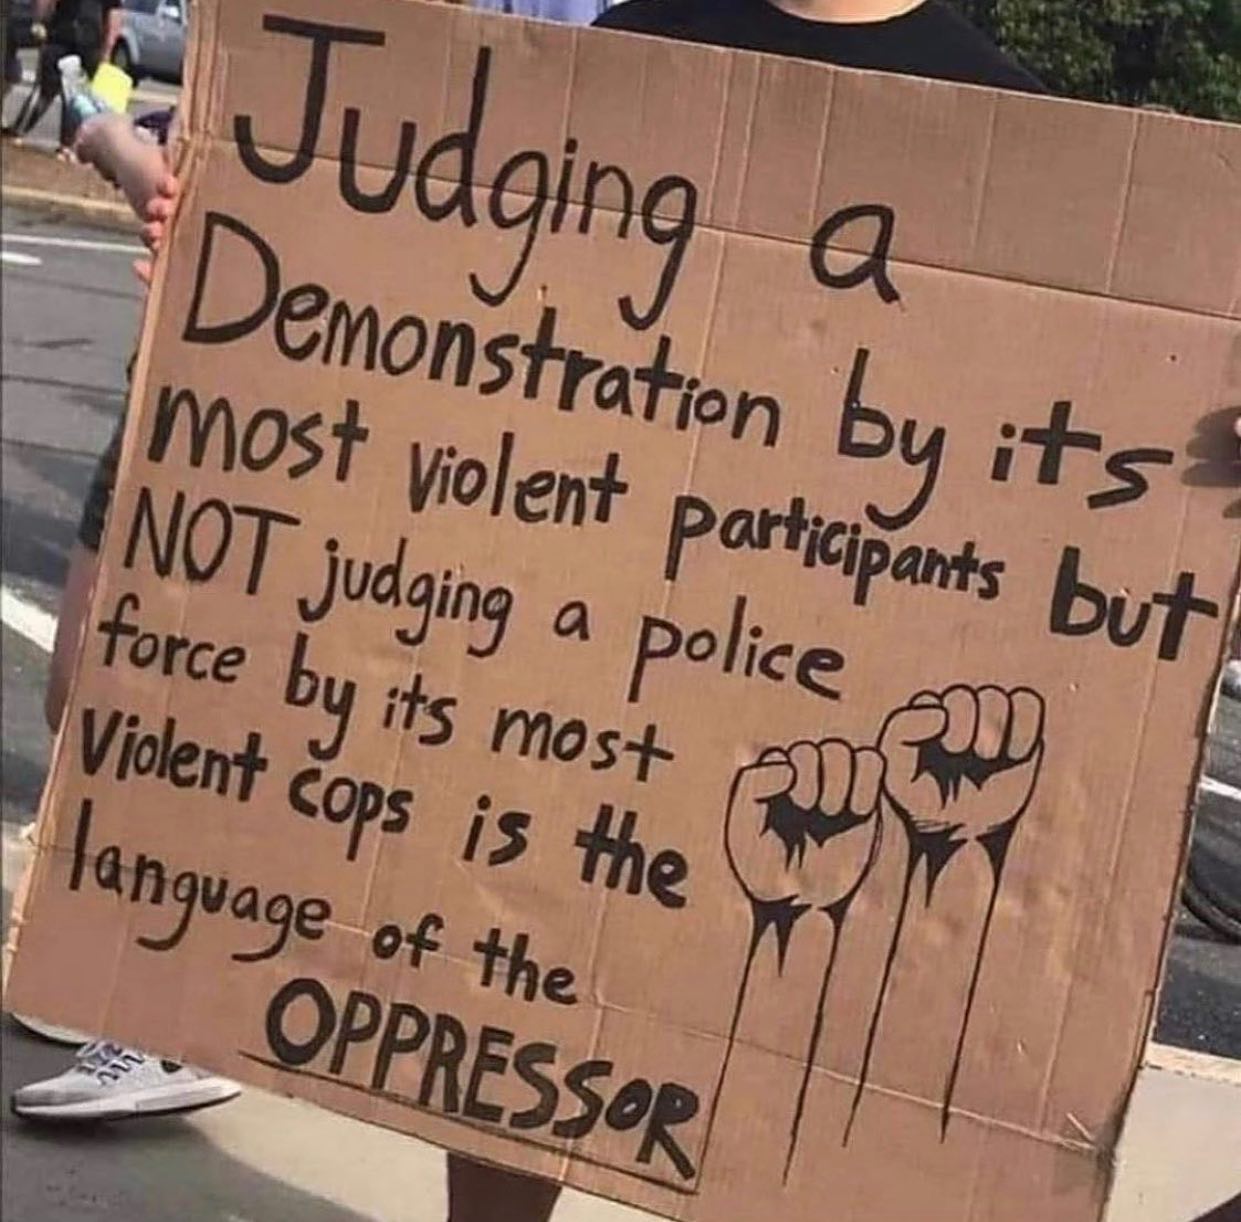 Judging a
Demonstration by its
most violent participants but
NOT judging a police
force by its most
Violent cops is the
language of the
OPPRESSOR